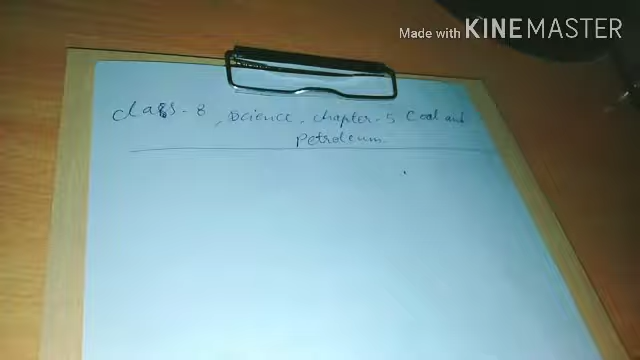 Made with KINEMASTER
Class - 8 , Science , chapter - 5 Coal and
Petroleum.